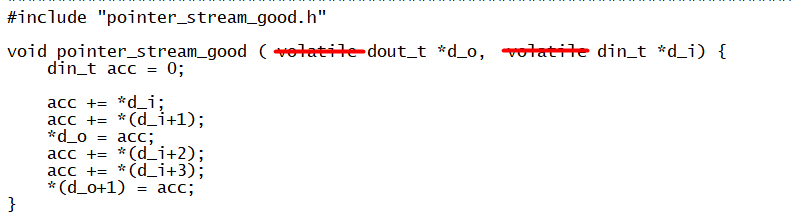 #include "pointer_stream_good.h"
void pointer_stream_good ( volatile dout_t *d_o, volatile din_t *d_i) {
din_t acc = 0;
acc += *d_i;
acc += *(d_i+1);
*d_o = acc;
acc += *(d_i+2);
acc += *(d_i+3);
*(d_o+1) = acc;
}